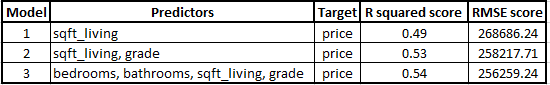 Model Predictors Target R squared score RMSE score
1 sqft_living price 0.49 268686.24
2 sqft_living, grade price 0.53 258217.71
3 bedrooms, bathrooms, sqft_living, grade price 0.54 256259.24